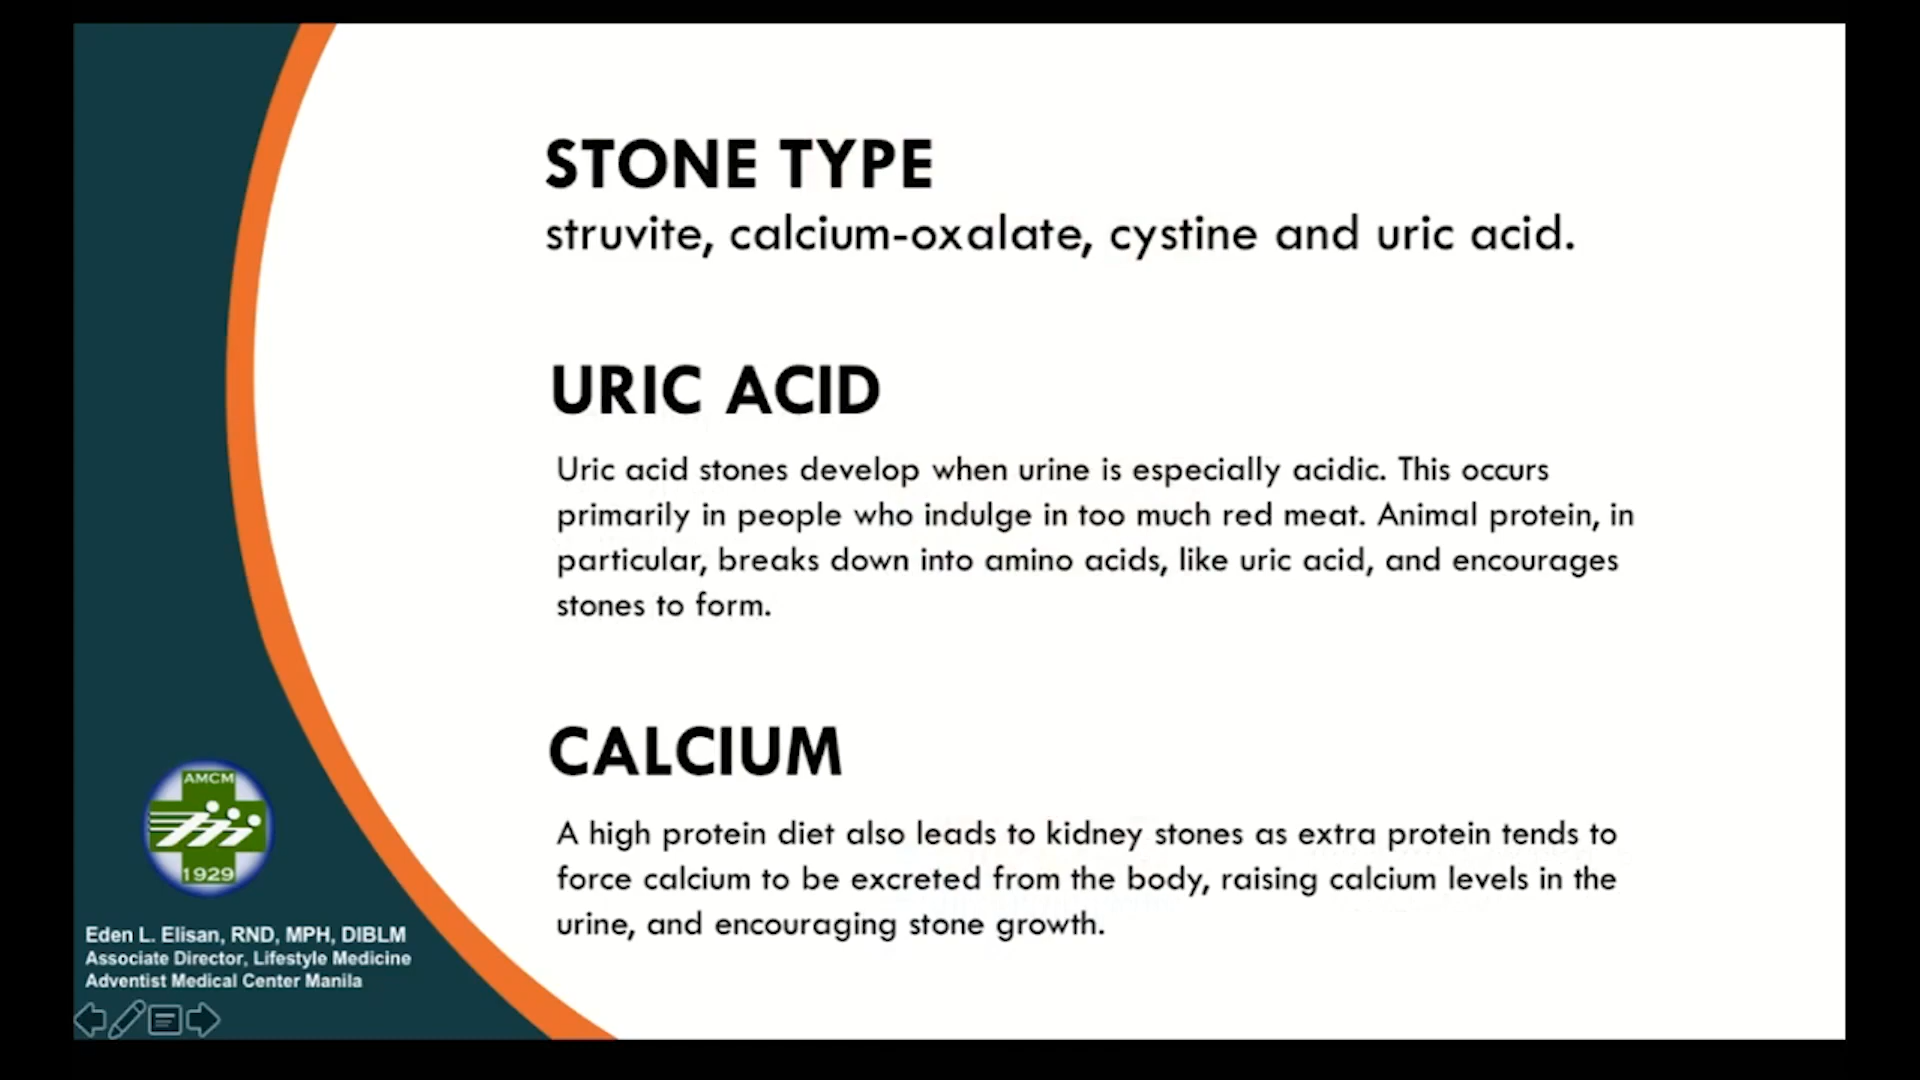 STONE TYPE
struvite, calcium-oxalate, cystine and uric acid.
URIC ACID
Uric acid stones develop when urine is especially acidic. This occurs
primarily in people who indulge in too much red meat. Animal protein, in
particular, breaks down into amino acids, like uric acid, and encourages
stones to form.
CALCIUM
A high protein diet also leads to kidney stones as extra protein tends to
force calcium to be excreted from the body, raising calcium levels in the
urine, and encouraging stone growth.
AMCM
1929
Eden L. Elisan, RND, MPH, DIBLM
Associate Director, Lifestyle Medicine
Adventist Medical Center Manila